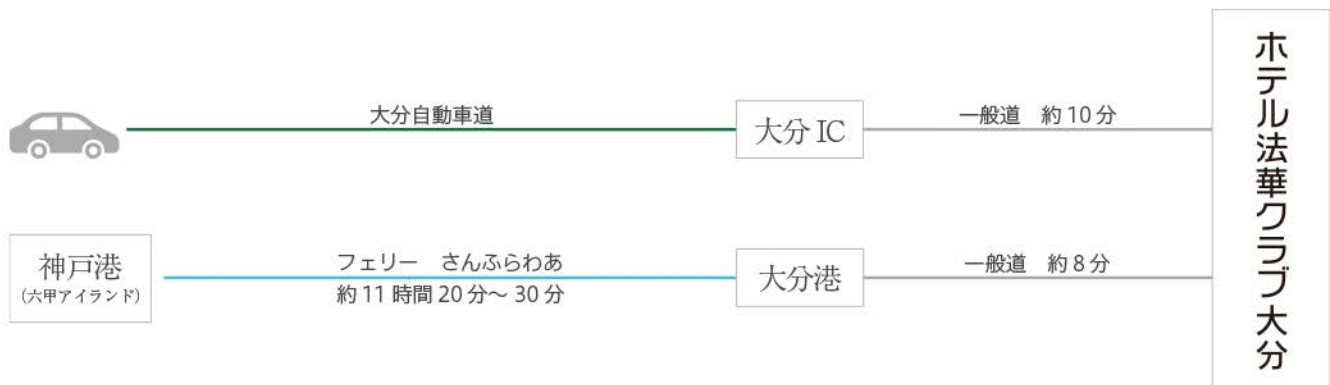 大分自動車道
大分 IC
一般道　約 10 分
神戸港
(六甲アイランド)
フェリー　さんふらわあ
約 11 時間 20 分～ 30 分
大分港
一般道　約 8 分
ホテル法華クラブ大分